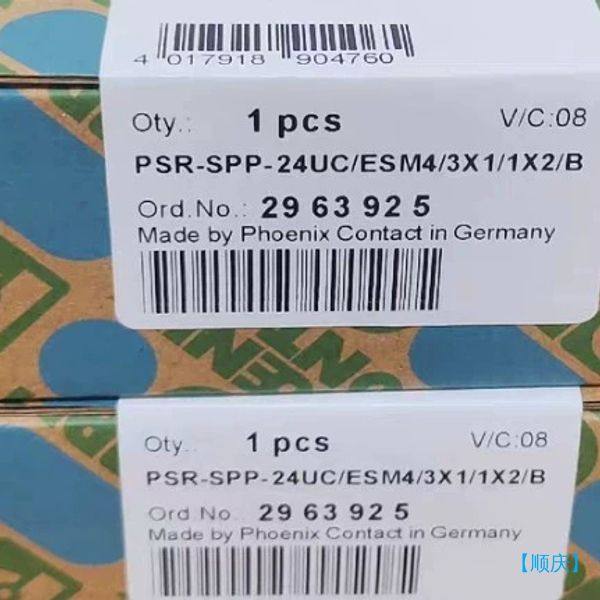 4 017918 904760
Oty.: 1 pcs V/C:08
PSR-SPP-24UC/ESM4/3X1/1X2/B
Ord.No.: 29 63 92 5
Made by Phoenix Contact in Germany
Oty.: 1 pcs V/C:08
PSR-SPP-24UC/ESM4/3X1/1X2/B
Ord No. 29 63 92 5
Made by Phoenix Contact in Germany
【顺庆】